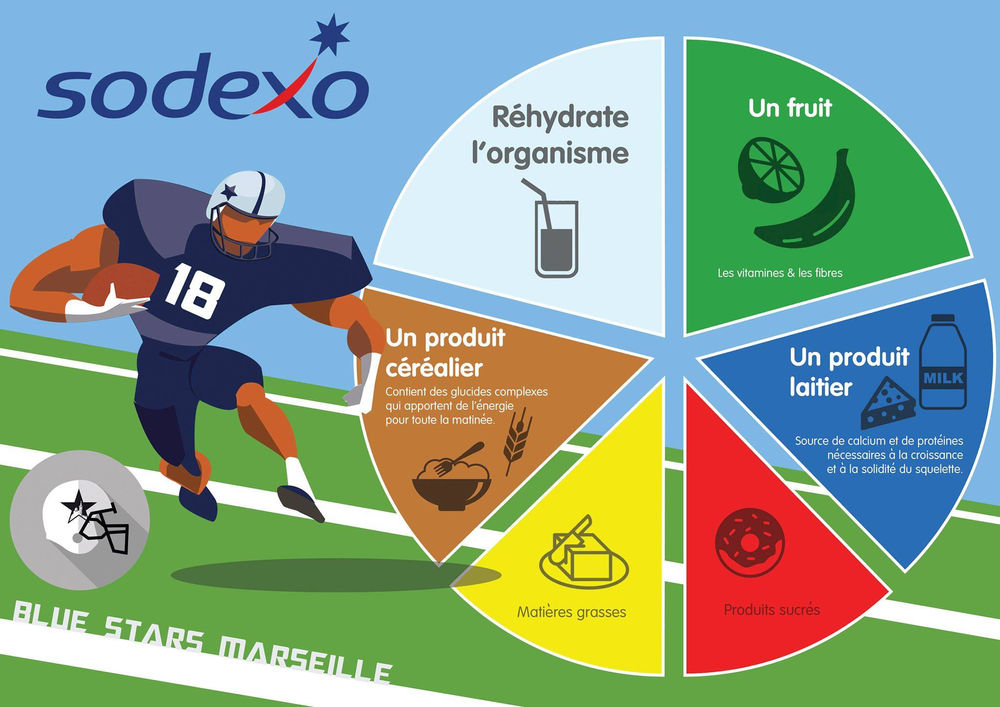 sodexo
Réhydrate
l'organisme
Un fruit
Les vitamines & les fibres
18
Un produit
céréalier
Contient des glucides complexes
qui apportent de l'énergie
pour toute la matinée.
Un produit
laitier
MILK
Source de calcium et de protéines
nécessaires à la croissance
et à la solidité du squelette.
Matières grasses
Produits sucrés
BLUE STARS MARSEILLE